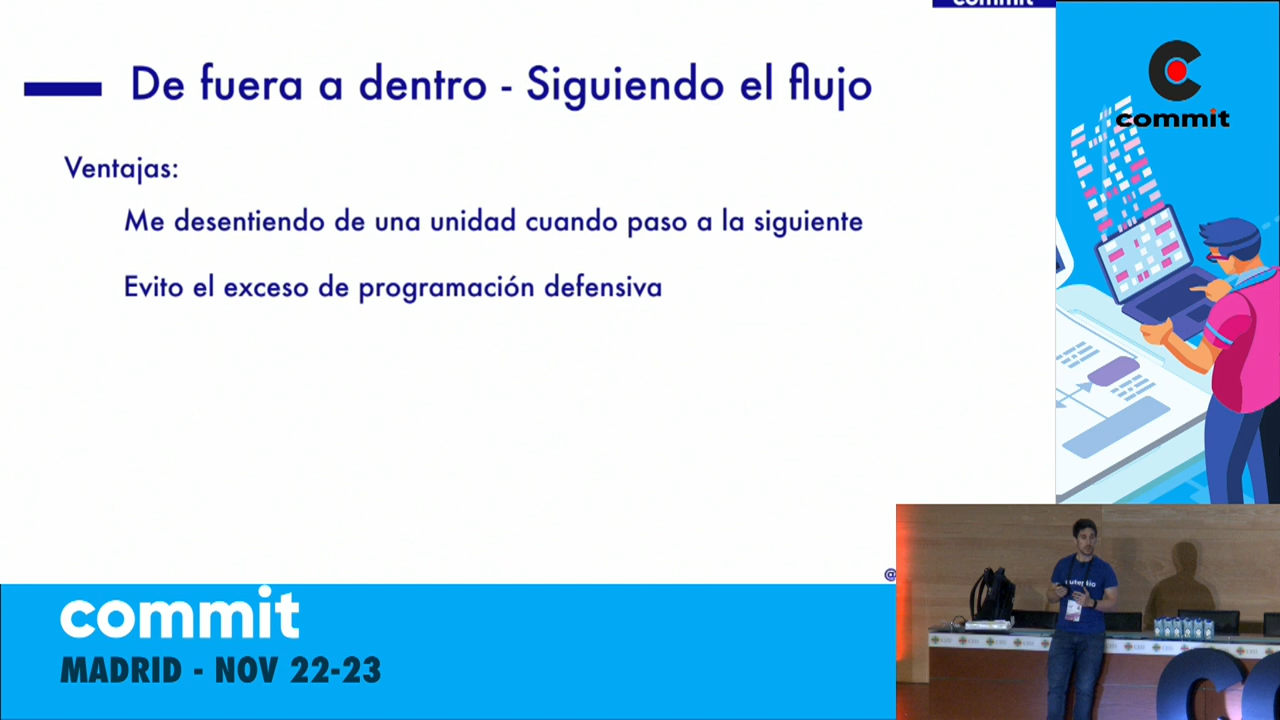 commit
De fuera a dentro - Siguiendo el flujo
Ventajas:
Me desentiendo de una unidad cuando paso a la siguiente
Evito el exceso de programación defensiva
@
commit
commit
MADRID - NOV 22-23